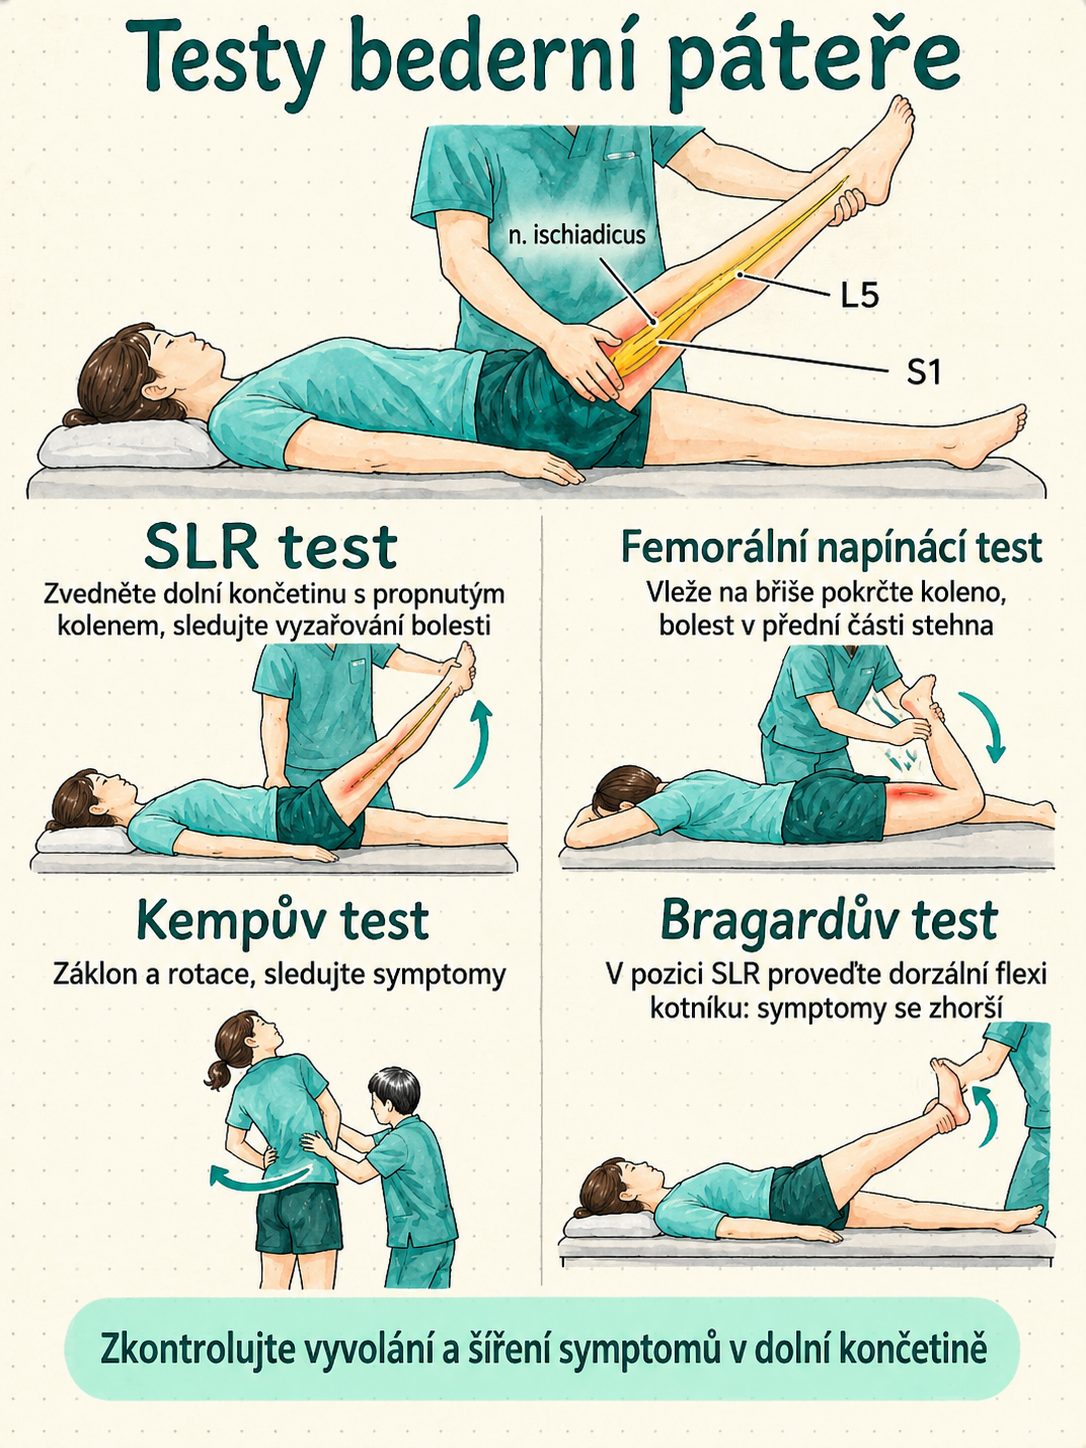 Testy bederní páteře
n. ischiadicus
L5
S1
SLR test
Zvedněte dolní končetinu s propnutým
kolenem, sledujte vyzařování bolesti
Femorální napínácí test
Vleže na břiše pokrčte koleno,
bolest v přední části stehna
Kempův test
Záklon a rotace, sledujte symptomy
Bragardův test
V pozici SLR proveďte dorzální flexi
kotníku: symptomy se zhorší
Zkontrolujte vyvolání a šíření symptomů v dolní končetině